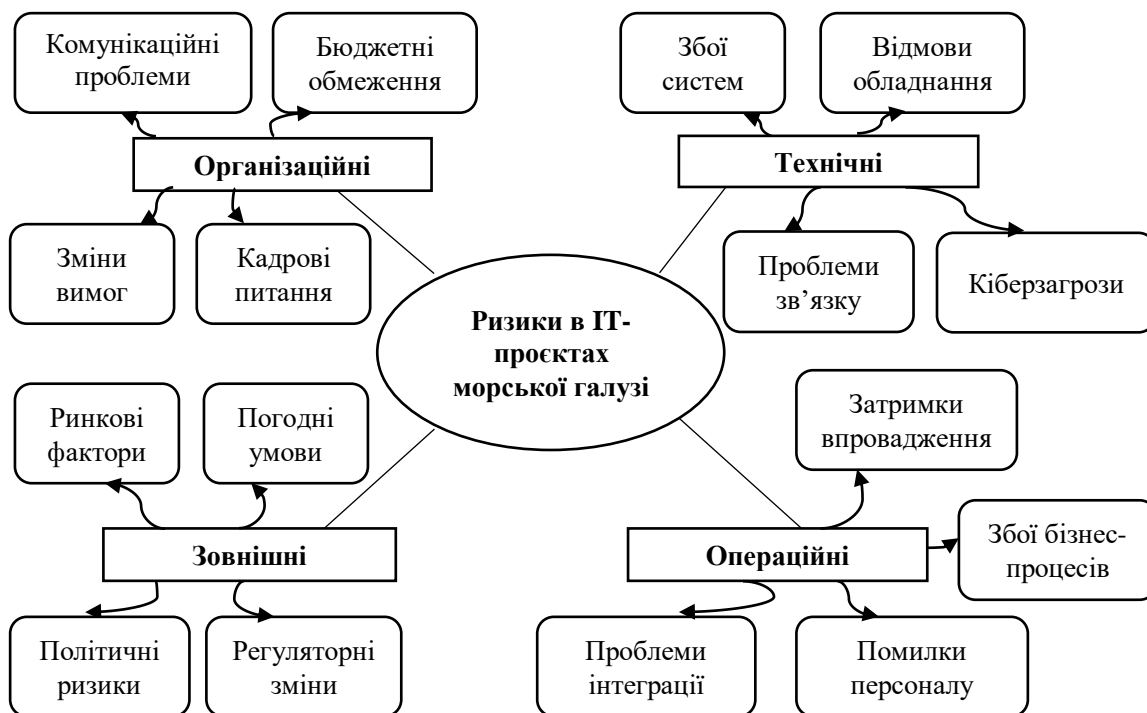 Комунікаційні
проблеми
Бюджетні
обмеження
Організаційні
Зміни
вимог
Кадрові
питання
Збої
систем
Відмови
обладнання
Технічні
Проблеми
зв’язку
Кіберзагрози
Ризики в ІТ-
проєктах
морської галузі
Ринкові
фактори
Погодні
умови
Зовнішні
Політичні
ризики
Регуляторні
зміни
Затримки
впровадження
Операційні
Збої бізнес-
процесів
Проблеми
інтеграції
Помилки
персоналу